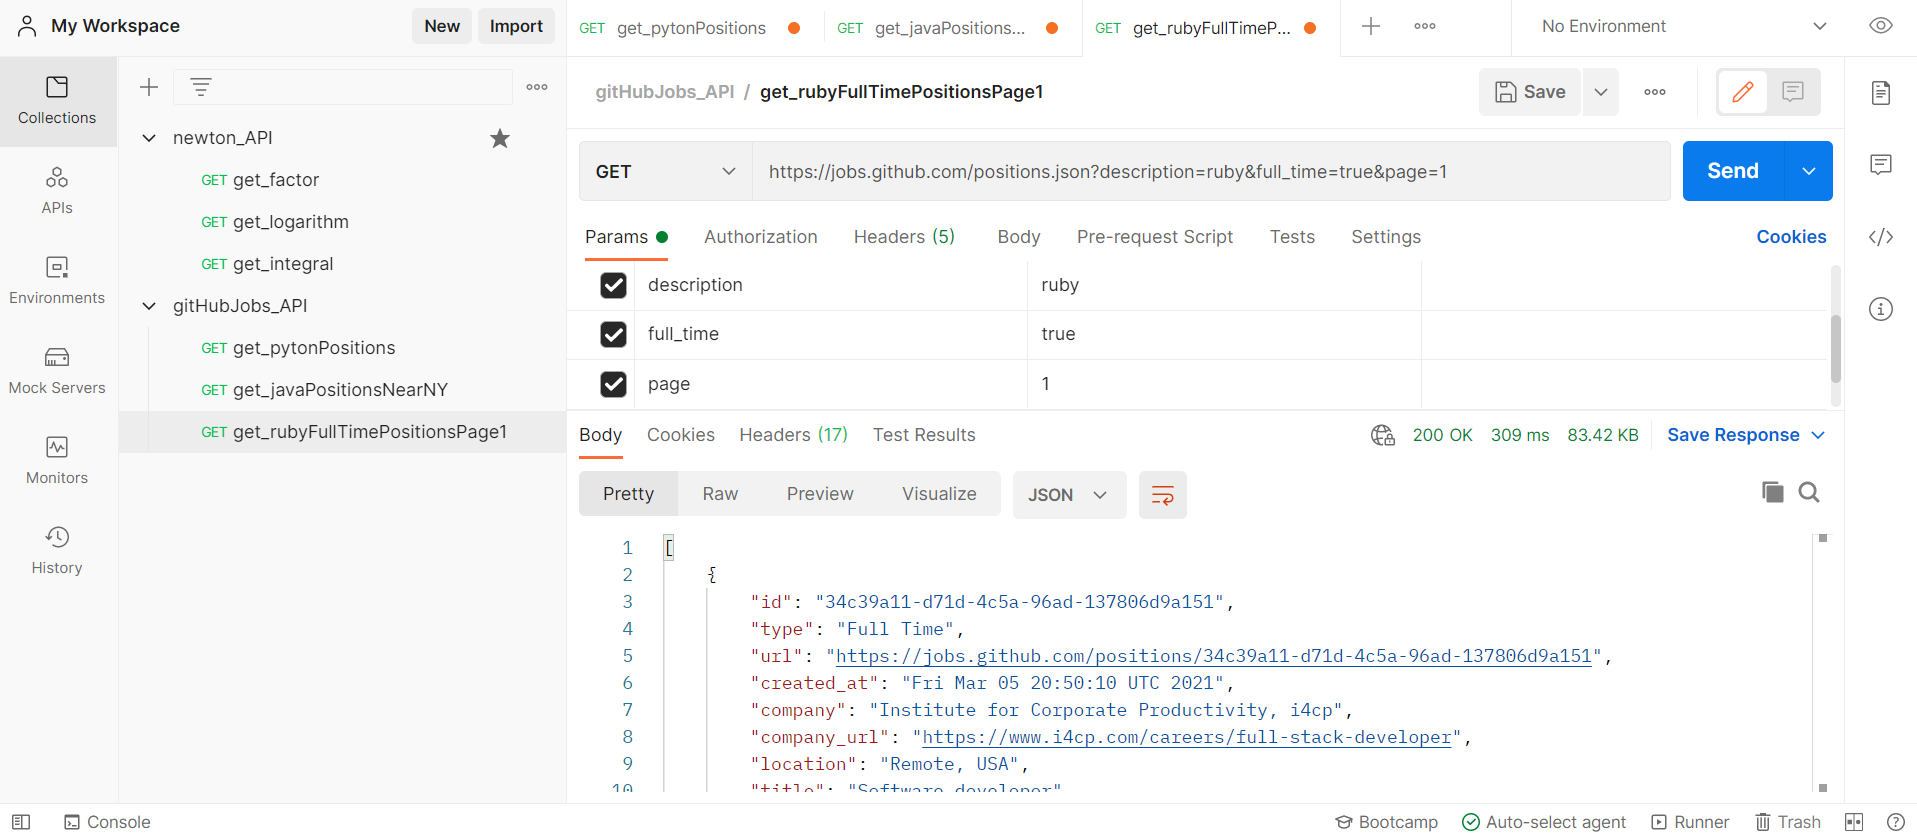 My Workspace New Import GET get_pytonPositions GET get_javaPositions... GET get_rubyFullTimeP... No Environment
Collections
APIs
Environments
Mock Servers
Monitors
History
newton_API
GET get_factor
GET get_logarithm
GET get_integral
gitHubJobs_API
GET get_pytonPositions
GET get_javaPositionsNearNY
GET get_rubyFullTimePositionsPage1
gitHubJobs_API / get_rubyFullTimePositionsPage1 Save
GET https://jobs.github.com/positions.json?description=ruby&full_time=true&page=1 Send
Params Authorization Headers (5) Body Pre-request Script Tests Settings Cookies
description ruby
full_time true
page 1
Body Cookies Headers (17) Test Results 200 OK 309 ms 83.42 KB Save Response
Pretty Raw Preview Visualize JSON
1 [
2 {
3 "id": "34c39a11-d71d-4c5a-96ad-137806d9a151",
4 "type": "Full Time",
5 "url": "https://jobs.github.com/positions/34c39a11-d71d-4c5a-96ad-137806d9a151",
6 "created_at": "Fri Mar 05 20:50:10 UTC 2021",
7 "company": "Institute for Corporate Productivity, i4cp",
8 "company_url": "https://www.i4cp.com/careers/full-stack-developer",
9 "location": "Remote, USA",
10 "title": "Software developer"
Console Bootcamp Auto-select agent Runner Trash